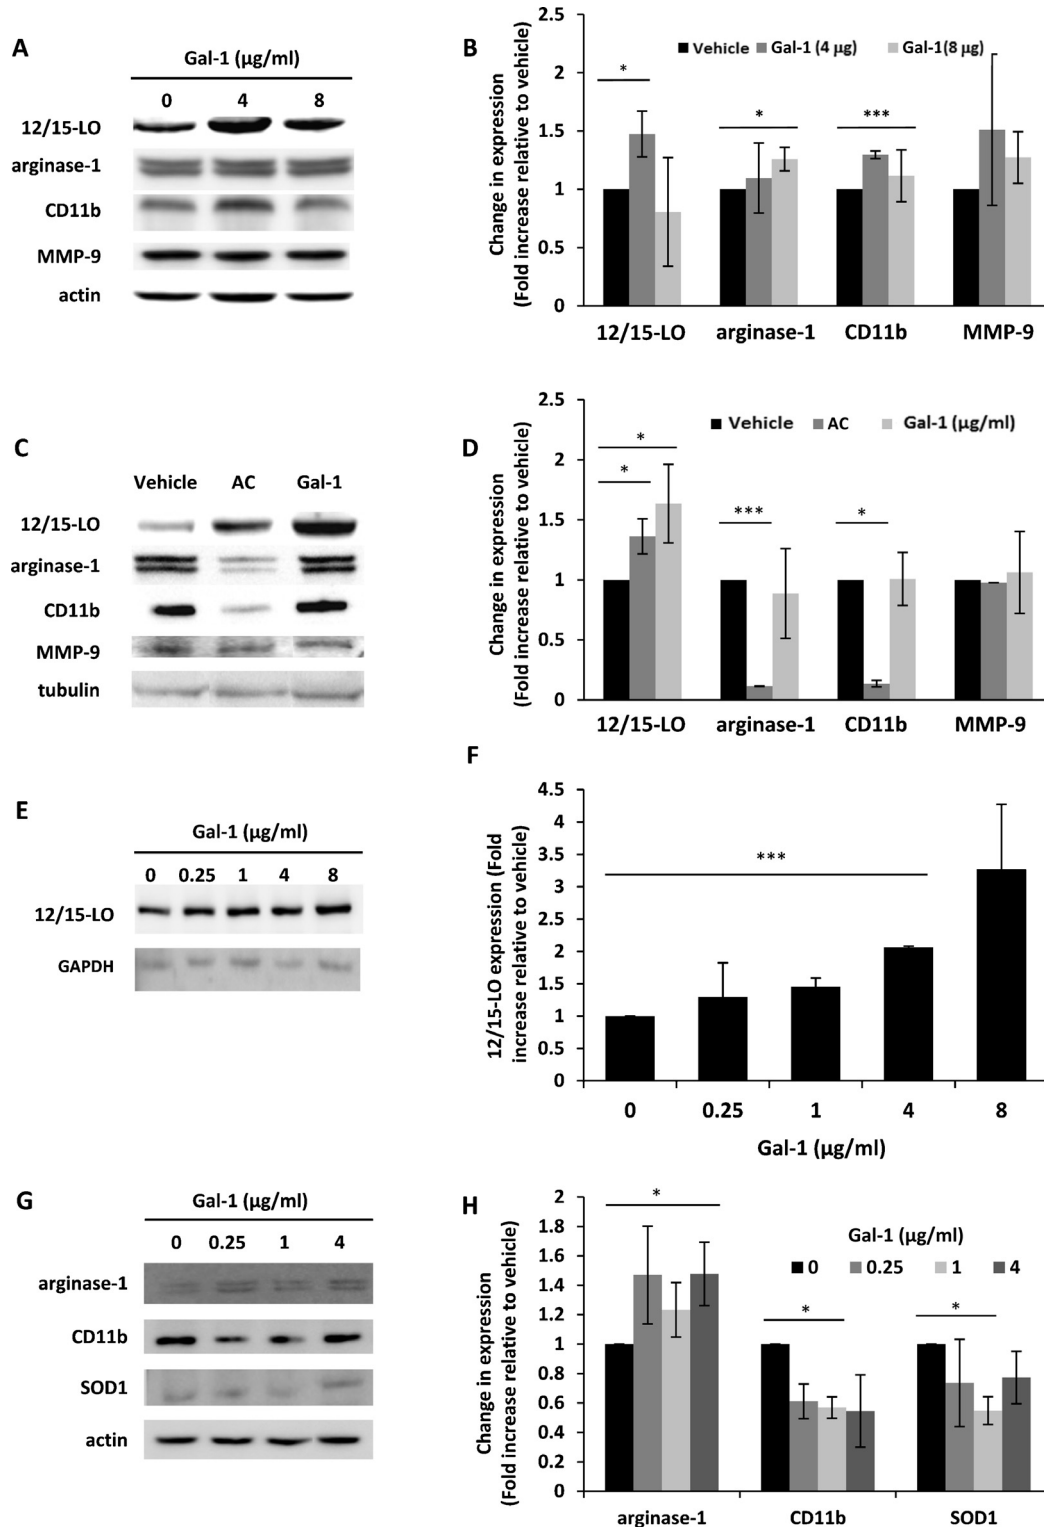 A
Gal-1 (µg/ml)
0 4 8
12/15-LO
arginase-1
CD11b
MMP-9
actin
B
Change in expression
(Fold increase relative to vehicle)
2.5
2
1.5
1
0.5
0
Vehicle Gal-1 (4 µg) Gal-1(8 µg)
* * ***
12/15-LO arginase-1 CD11b MMP-9
C
Vehicle AC Gal-1
12/15-LO
arginase-1
CD11b
MMP-9
tubulin
D
Change in expression
(Fold increase relative to vehicle)
2.5
2
1.5
1
0.5
0
Vehicle AC Gal-1 (µg/ml)
*
*
*** *
12/15-LO arginase-1 CD11b MMP-9
E
Gal-1 (µg/ml)
0 0.25 1 4 8
12/15-LO
GAPDH
F
12/15-LO expression (Fold
increase relative to vehicle)
4.5
4
3.5
3
2.5
2
1.5
1
0.5
0
***
0 0.25 1 4 8
Gal-1 (µg/ml)
G
Gal-1 (µg/ml)
0 0.25 1 4
arginase-1
CD11b
SOD1
actin
H
Change in expression
(Fold increase relative to vehicle)
2
1.8
1.6
1.4
1.2
1
0.8
0.6
0.4
0.2
0
*
Gal-1 (µg/ml)
0 0.25 1 4
* *
arginase-1 CD11b SOD1